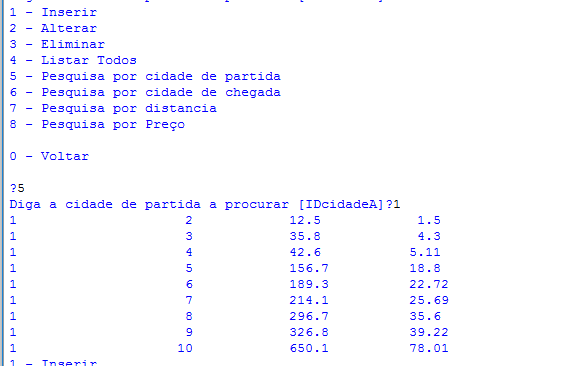 1 - Inserir
2 - Alterar
3 - Eliminar
4 - Listar Todos
5 - Pesquisa por cidade de partida
6 - Pesquisa por cidade de chegada
7 - Pesquisa por distancia
8 - Pesquisa por Preço
0 - Voltar
?5
Diga a cidade de partida a procurar [IDcidadeA]?1
1 2 12.5 1.5
1 3 35.8 4.3
1 4 42.6 5.11
1 5 156.7 18.8
1 6 189.3 22.72
1 7 214.1 25.69
1 8 296.7 35.6
1 9 326.8 39.22
1 10 650.1 78.01
1 - Inserir